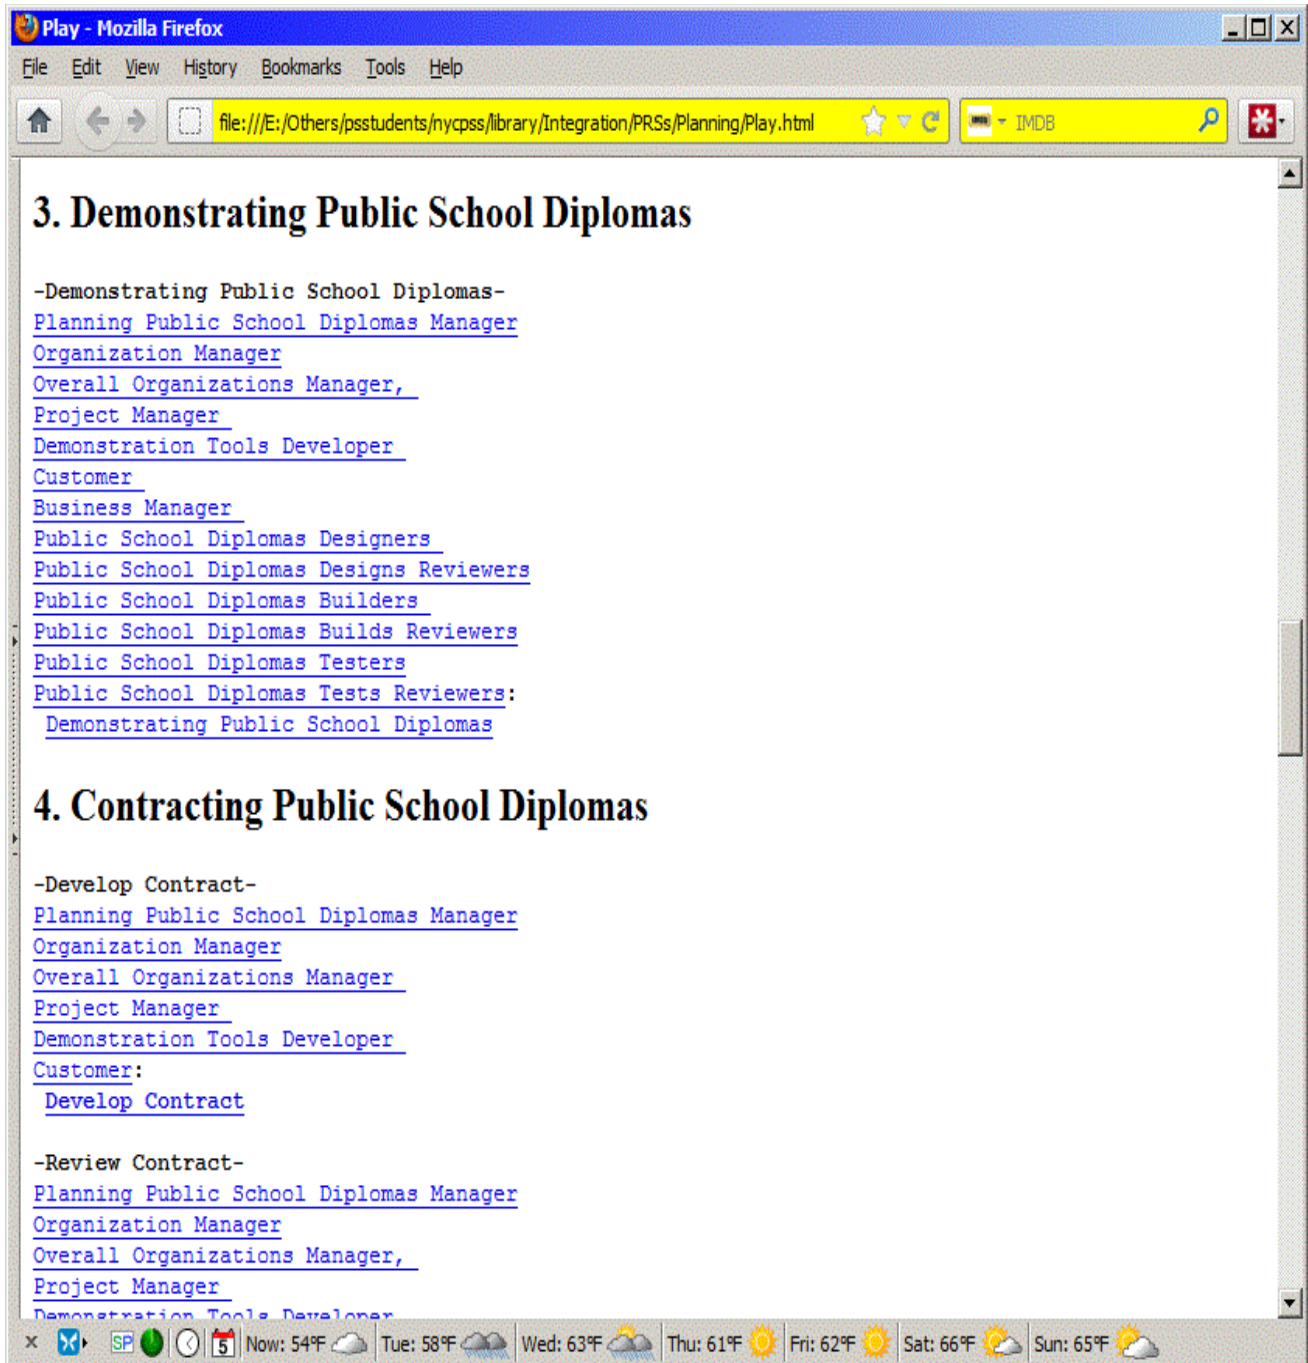 Play - Mozilla Firefox
File Edit View History Bookmarks Tools Help
file:///E:/Others/psstudents/nycpss/library/Integration/PRSs/Planning/Play.html IMDB
3. Demonstrating Public School Diplomas
-Demonstrating Public School Diplomas-
Planning Public School Diplomas Manager
Organization Manager
Overall Organizations Manager,
Project Manager
Demonstration Tools Developer
Customer
Business Manager
Public School Diplomas Designers
Public School Diplomas Designs Reviewers
Public School Diplomas Builders
Public School Diplomas Builds Reviewers
Public School Diplomas Testers
Public School Diplomas Tests Reviewers:
Demonstrating Public School Diplomas
4. Contracting Public School Diplomas
-Develop Contract-
Planning Public School Diplomas Manager
Organization Manager
Overall Organizations Manager
Project Manager
Demonstration Tools Developer
Customer:
Develop Contract
-Review Contract-
Planning Public School Diplomas Manager
Organization Manager
Overall Organizations Manager,
Project Manager
Demonstration Tools Developer
x SP 5 Now: 54°F Tue: 58°F Wed: 63°F Thu: 61°F Fri: 62°F Sat: 66°F Sun: 65°F